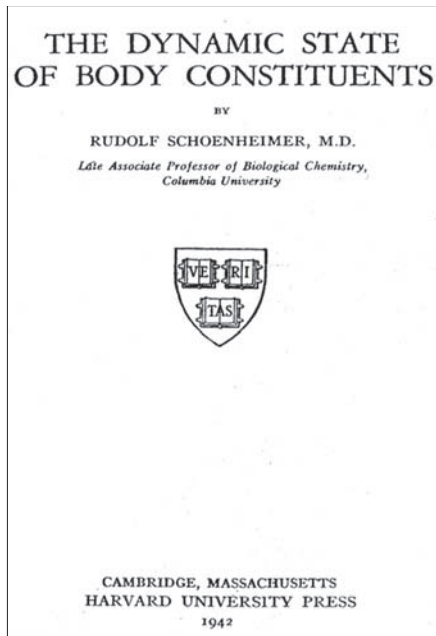 THE DYNAMIC STATE
OF BODY CONSTITUENTS
BY
RUDOLF SCHOENHEIMER, M.D.
Late Associate Professor of Biological Chemistry,
Columbia University
VE RI
TAS
CAMBRIDGE, MASSACHUSETTS
HARVARD UNIVERSITY PRESS
1942